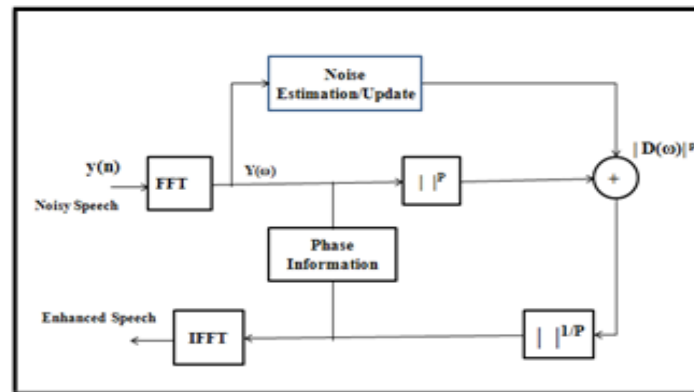 Noise
Estimation/Update
| D(ω)|ᵖ
y(n)
Noisy Speech
FFT
Y(ω)
| |ᴾ
+
Phase
Information
Enhanced Speech
IFFT
| |¹/ᴾ